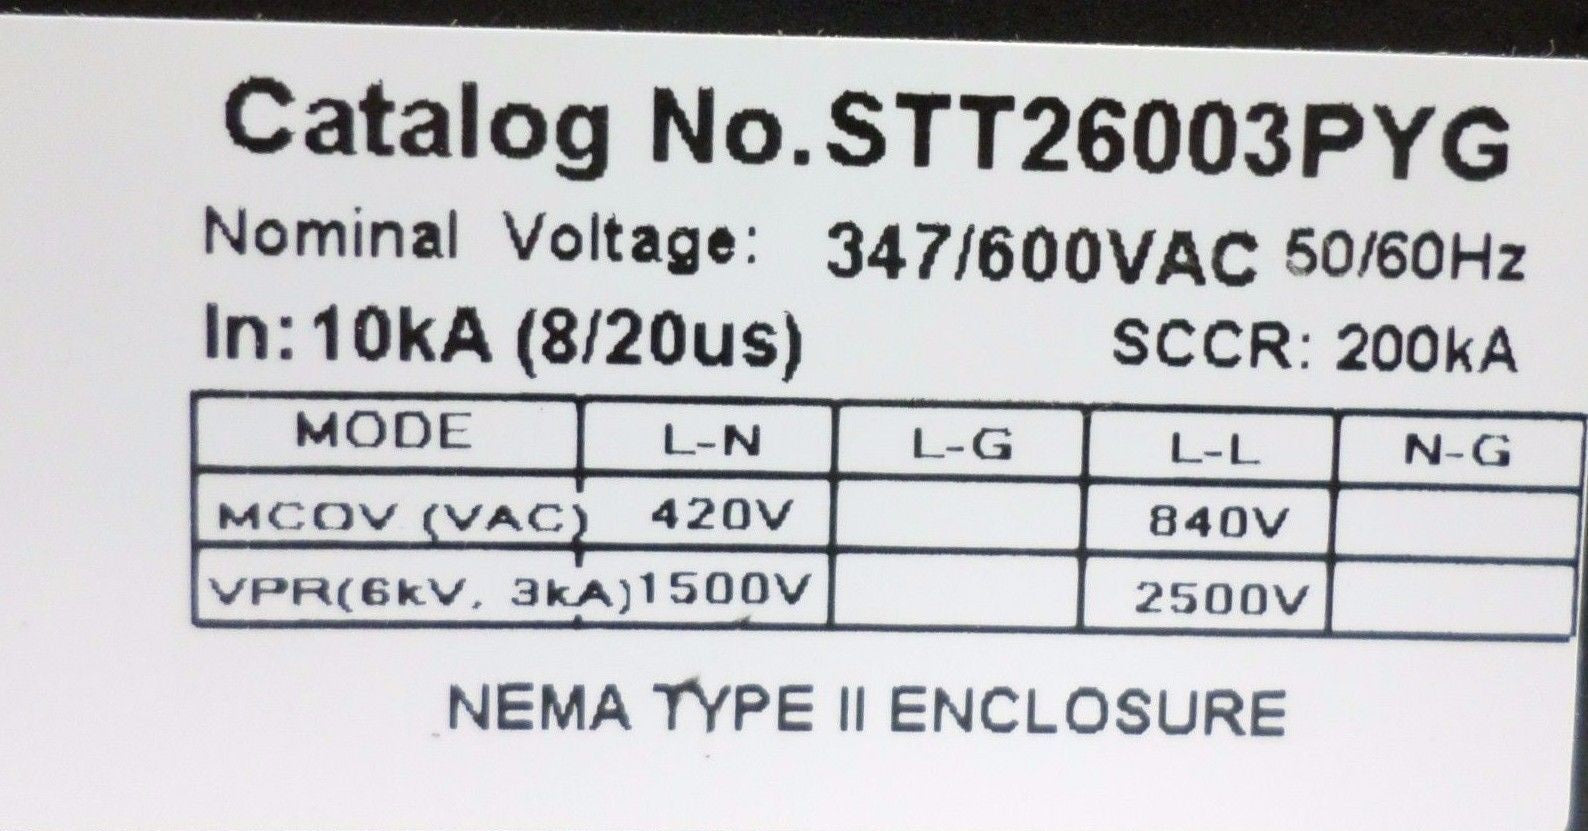 Catalog No.STT26003PYG
Nominal Voltage: 347/600VAC 50/60Hz
In: 10kA (8/20us) SCCR: 200kA
MODE L-N L-G L-L N-G
MCOV (VAC) 420V 840V
VPR(6kV, 3kA) 1500V 2500V
NEMA TYPE II ENCLOSURE